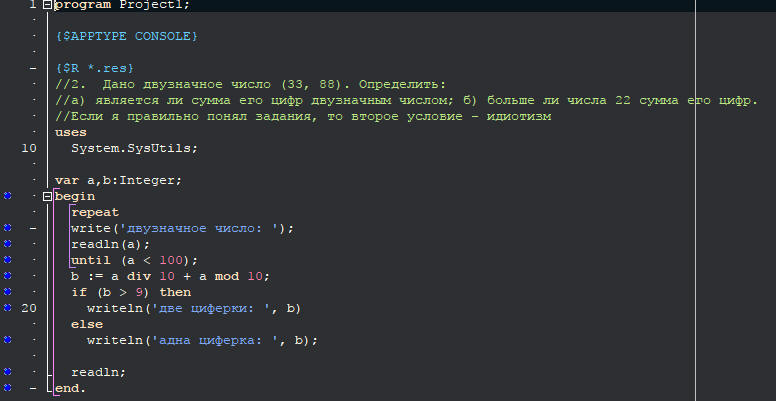 1 program Project1;
{$APPTYPE CONSOLE}
{$R *.res}
//2. Дано двузначное число (33, 88). Определить:
//а) является ли сумма его цифр двузначным числом; б) больше ли числа 22 сумма его цифр.
//Если я правильно понял задания, то второе условие - идиотизм
uses
10 System.SysUtils;
var a,b:Integer;
begin
repeat
write('двузначное число: ');
readln(a);
until (a < 100);
b := a div 10 + a mod 10;
if (b > 9) then
20 writeln('две циферки: ', b)
else
writeln('адна циферка: ', b);
readln;
end.